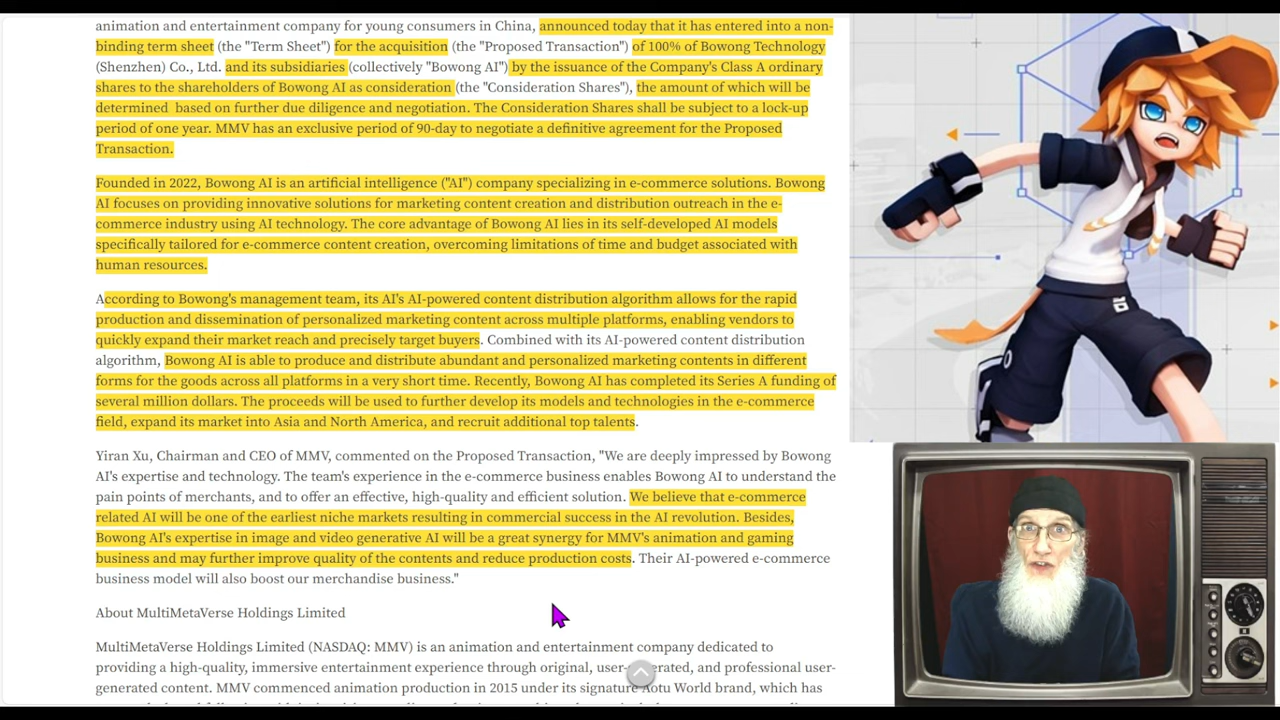 animation and entertainment company for young consumers in China, announced today that it has entered into a non-
binding term sheet (the "Term Sheet") for the acquisition (the "Proposed Transaction") of 100% of Bowong Technology
(Shenzhen) Co., Ltd. and its subsidiaries (collectively "Bowong AI") by the issuance of the Company's Class A ordinary
shares to the shareholders of Bowong AI as consideration (the "Consideration Shares"), the amount of which will be
determined based on further due diligence and negotiation. The Consideration Shares shall be subject to a lock-up
period of one year. MMV has an exclusive period of 90-day to negotiate a definitive agreement for the Proposed
Transaction.
Founded in 2022, Bowong AI is an artificial intelligence ("AI") company specializing in e-commerce solutions. Bowong
AI focuses on providing innovative solutions for marketing content creation and distribution outreach in the e-
commerce industry using AI technology. The core advantage of Bowong AI lies in its self-developed AI models
specifically tailored for e-commerce content creation, overcoming limitations of time and budget associated with
human resources.
According to Bowong's management team, its AI's AI-powered content distribution algorithm allows for the rapid
production and dissemination of personalized marketing content across multiple platforms, enabling vendors to
quickly expand their market reach and precisely target buyers. Combined with its AI-powered content distribution
algorithm, Bowong AI is able to produce and distribute abundant and personalized marketing contents in different
forms for the goods across all platforms in a very short time. Recently, Bowong AI has completed its Series A funding of
several million dollars. The proceeds will be used to further develop its models and technologies in the e-commerce
field, expand its market into Asia and North America, and recruit additional top talents.
Yiran Xu, Chairman and CEO of MMV, commented on the Proposed Transaction, "We are deeply impressed by Bowong
AI's expertise and technology. The team's experience in the e-commerce business enables Bowong AI to understand the
pain points of merchants, and to offer an effective, high-quality and efficient solution. We believe that e-commerce
related AI will be one of the earliest niche markets resulting in commercial success in the AI revolution. Besides,
Bowong AI's expertise in image and video generative AI will be a great synergy for MMV's animation and gaming
business and may further improve quality of the contents and reduce production costs. Their AI-powered e-commerce
business model will also boost our merchandise business."
About MultiMetaVerse Holdings Limited
MultiMetaVerse Holdings Limited (NASDAQ: MMV) is an animation and entertainment company dedicated to
providing a high-quality, immersive entertainment experience through original, and professional user-
generated content. MMV commenced animation production in 2015 under its signature Aotu World brand, which has